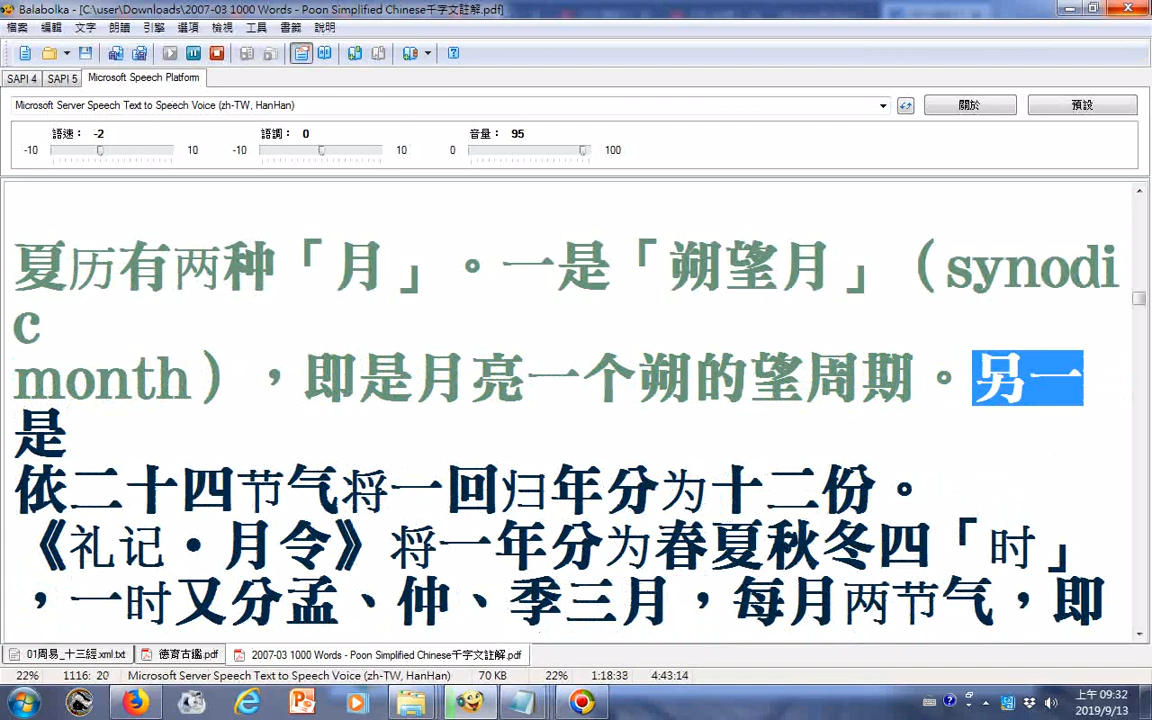 Balabolka - [C:\user\Downloads\2007-03 1000 Words - Poon Simplified Chinese千字文註解.pdf]
檔案 編輯 文字 朗讀 引擎 選項 檢視 工具 書籤 說明
SAPI 4 SAPI 5 Microsoft Speech Platform
Microsoft Server Speech Text to Speech Voice (zh-TW, HanHan) 關於 預設
語速： -2 語調： 0 音量： 95
-10 10 -10 10 0 100
夏历有两种「月」。一是「朔望月」（synodi
c
month），即是月亮一个朔的望周期。另一
是
依二十四节气将一回归年分为十二份。
《礼记·月令》将一年分为春夏秋冬四「时」
，一时又分孟、仲、季三月，每月两节气，即
01周易_十三經.xml.txt 德育古鑑.pdf 2007-03 1000 Words - Poon Simplified Chinese千字文註解.pdf
22% 1116: 20 Microsoft Server Speech Text to Speech Voice (zh-TW, HanHan) 70 KB 22% 1:18:33 4:43:14
上午 09:32
2019/9/13